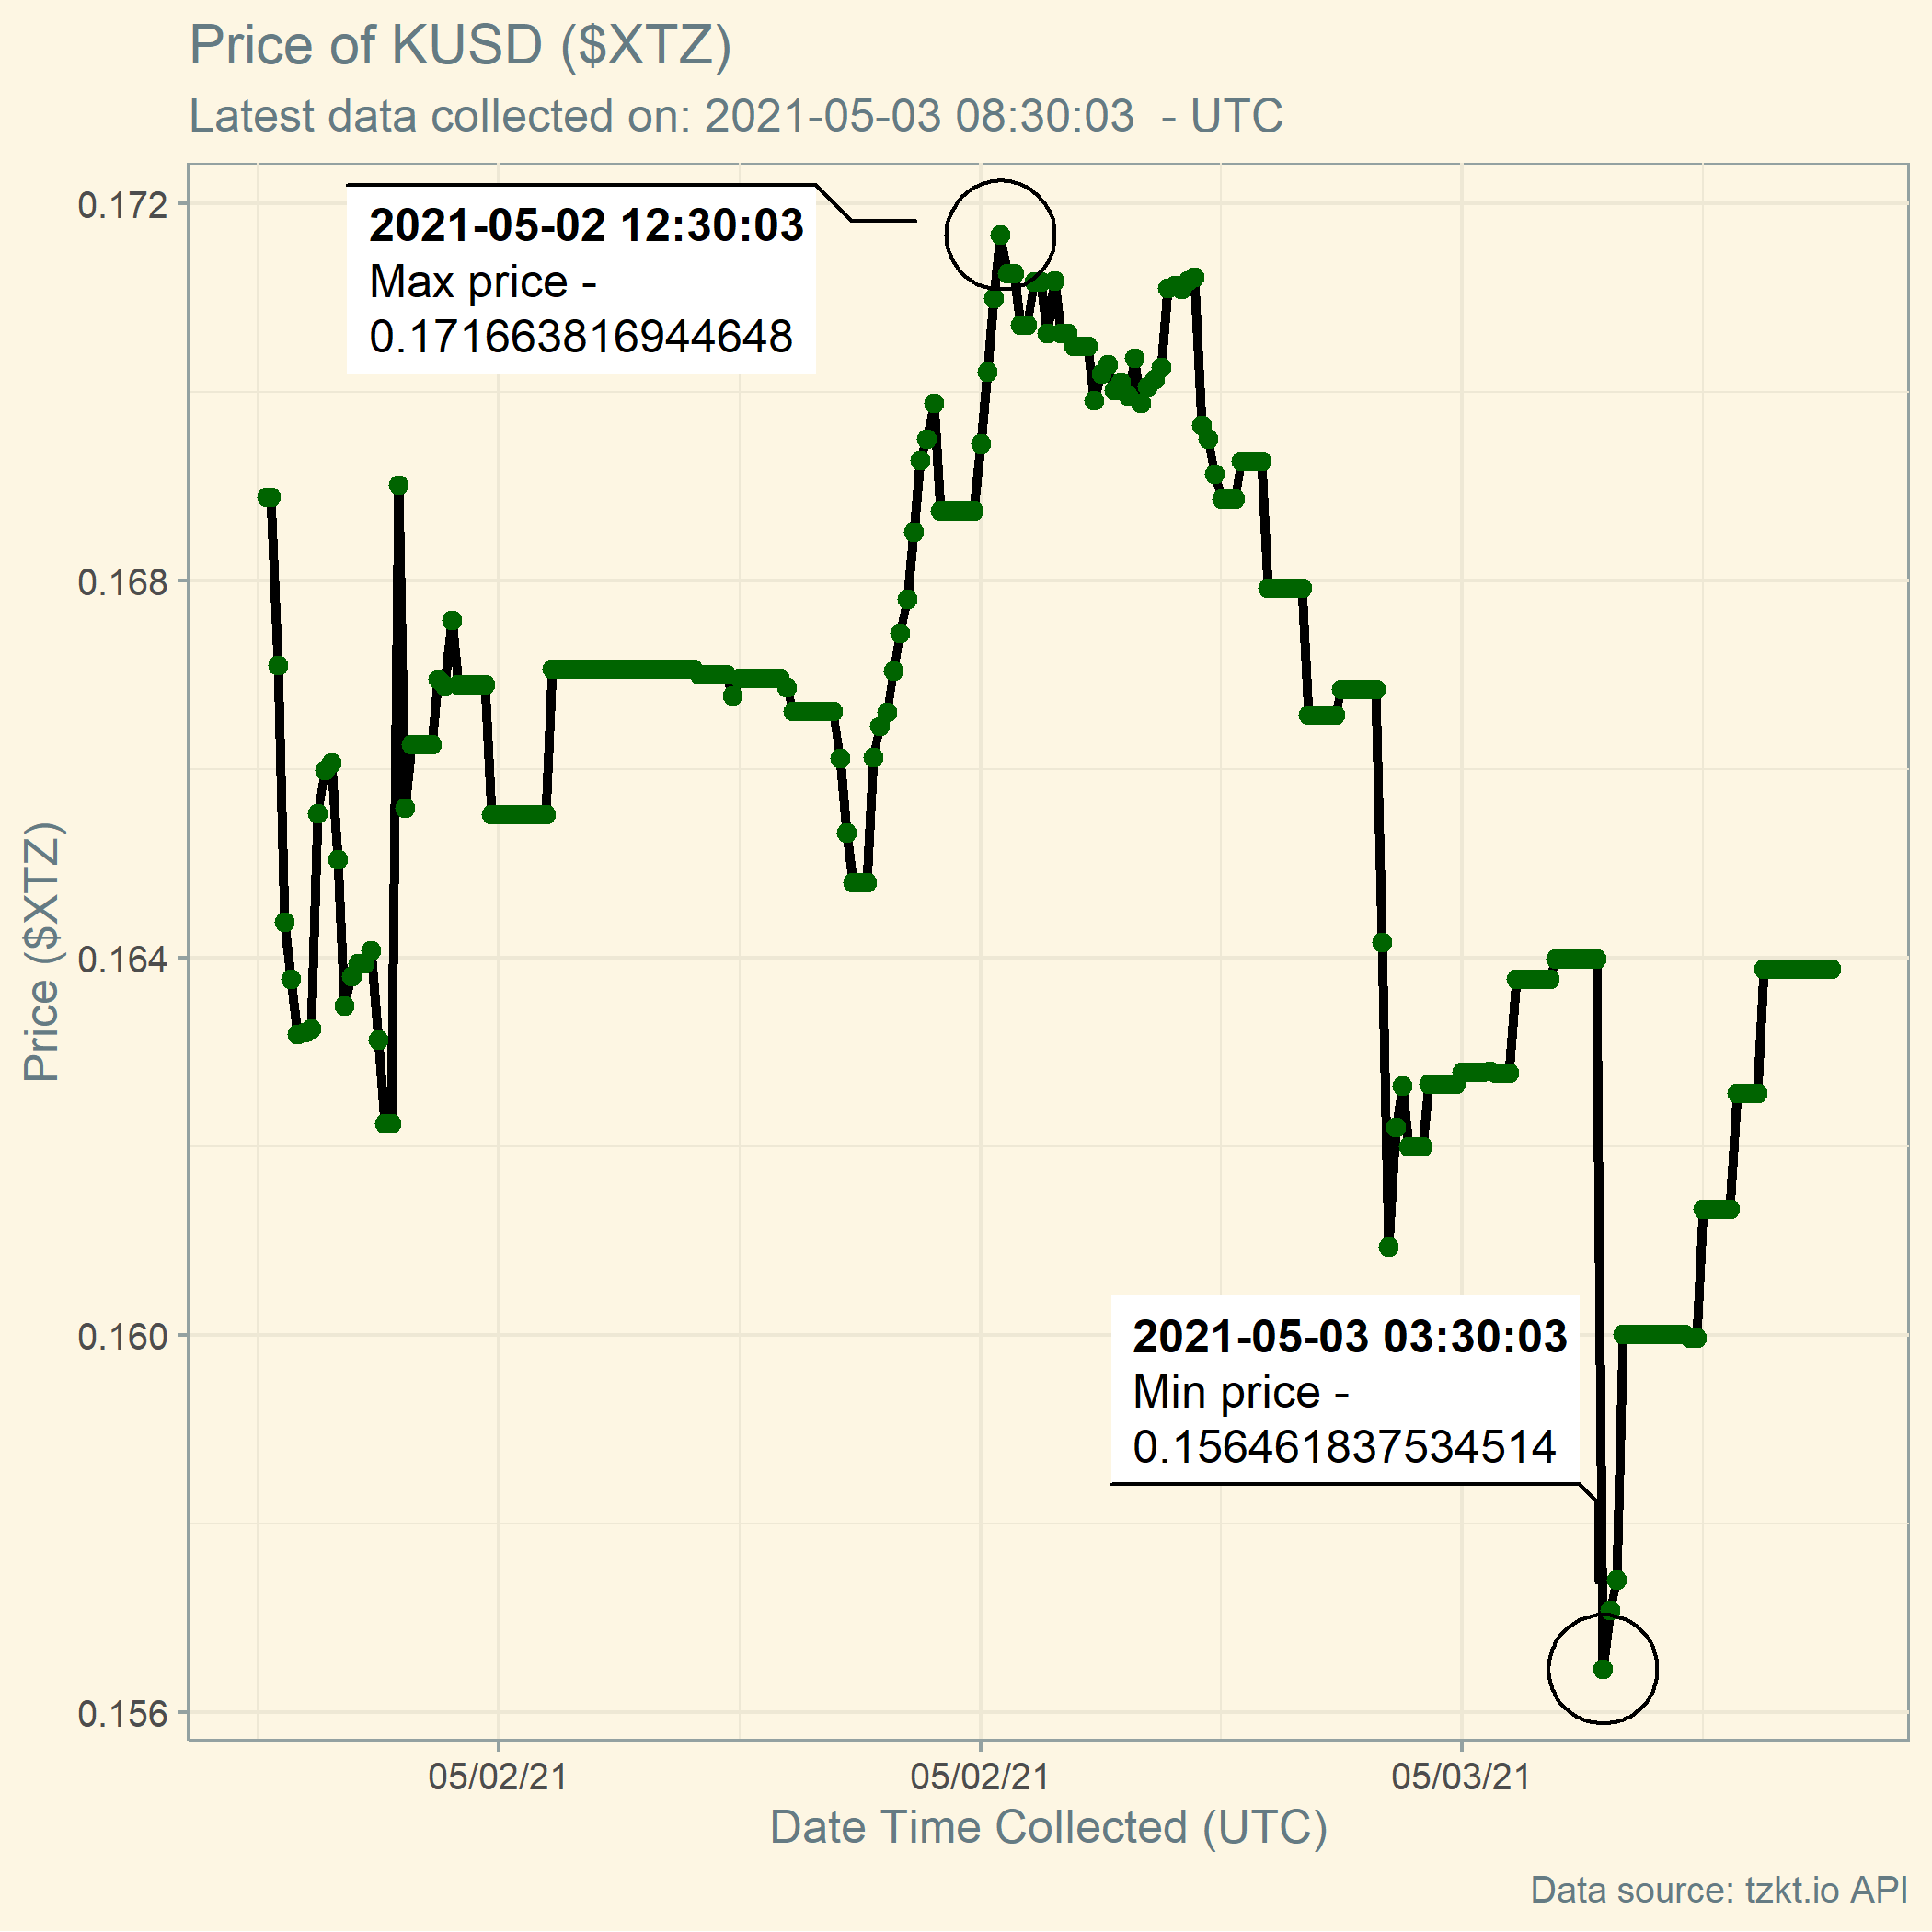 Price of KUSD ($XTZ)
Latest data collected on: 2021-05-03 08:30:03  - UTC
0.172
2021-05-02 12:30:03
Max price -
0.171663816944648
0.168
Price ($XTZ)
0.164
0.160
2021-05-03 03:30:03
Min price -
0.156461837534514
0.156
05/02/21
05/02/21
05/03/21
Date Time Collected (UTC)
Data source: tzkt.io API